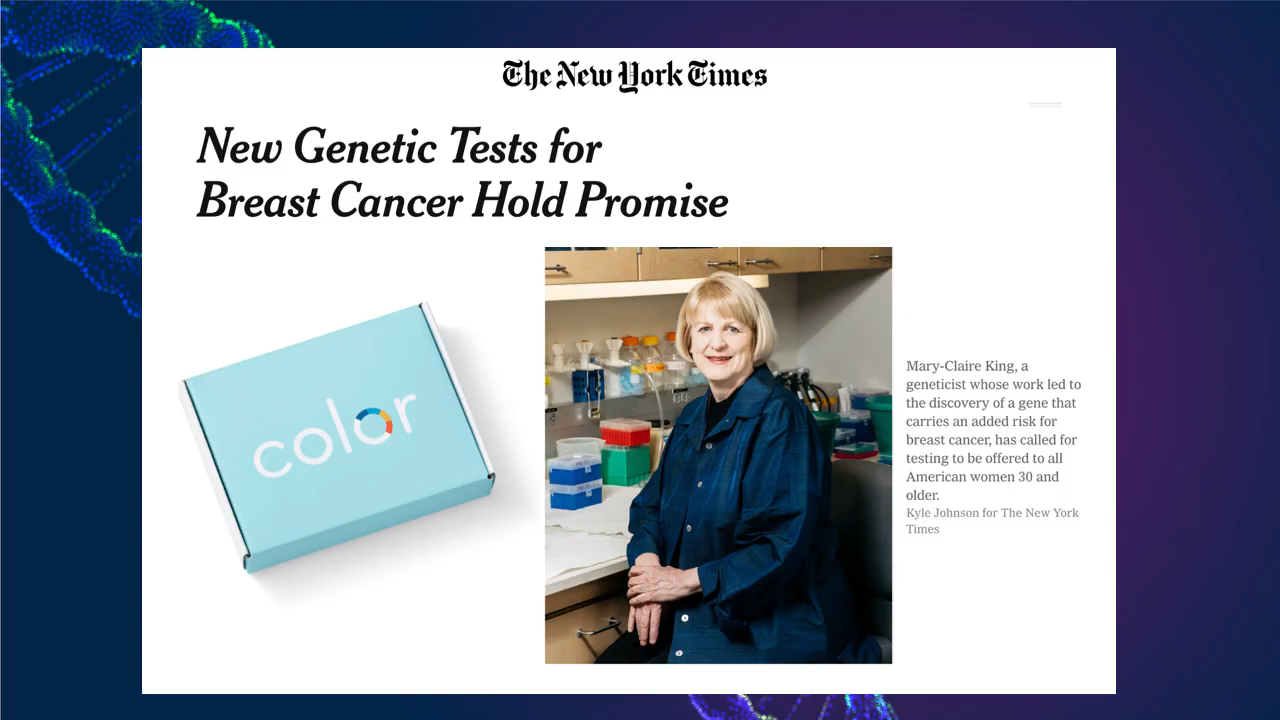 The New York Times
New Genetic Tests for
Breast Cancer Hold Promise
color
Mary-Claire King, a
geneticist whose work led to
the discovery of a gene that
carries an added risk for
breast cancer, has called for
testing to be offered to all
American women 30 and
older.
Kyle Johnson for The New York
Times